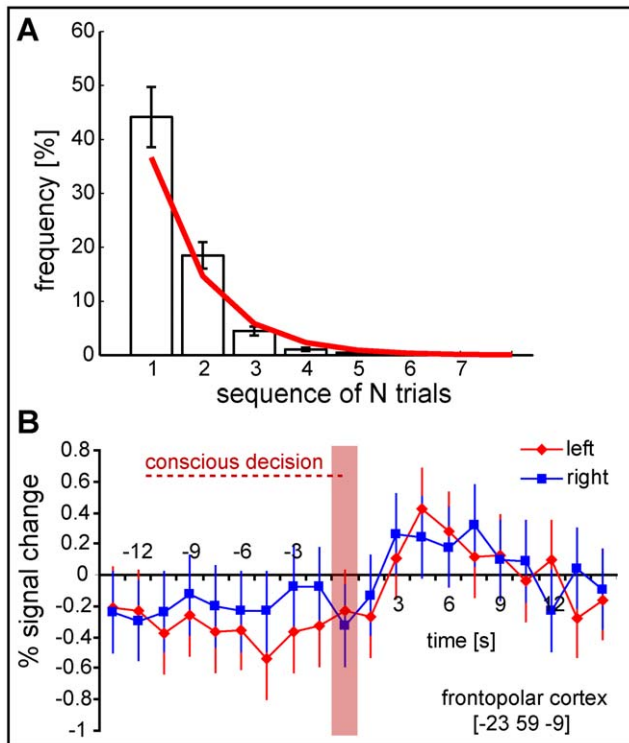 A
60
50
40
30
20
10
0
frequency [%]
1 2 3 4 5 6 7
sequence of N trials
B
0.8
0.6
0.4
0.2
0
-0.2
-0.4
-0.6
-0.8
-1
% signal change
conscious decision
left
right
-12 -9 -6 -3
3 6 9 12
time [s]
frontopolar cortex
[-23 59 -9]